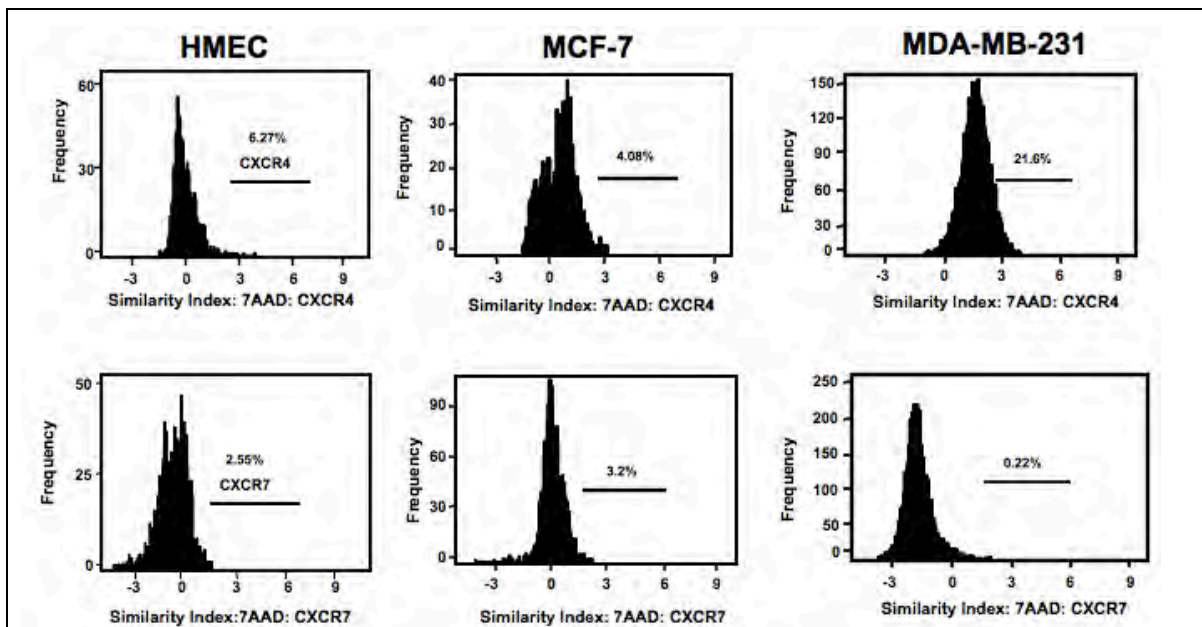 HMEC
MCF-7
MDA-MB-231
60
30
0
Frequency
6.27%
CXCR4
-3 0 3 6 9
Similarity Index: 7AAD: CXCR4
40
30
20
10
0
Frequency
4.08%
-3 0 3 6 9
Similarity Index: 7AAD: CXCR4
150
120
90
60
30
0
Frequency
21.6%
-3 0 3 6 9
Similarity Index: 7AAD: CXCR4
50
25
0
Frequency
2.55%
CXCR7
-3 0 3 6 9
Similarity Index:7AAD: CXCR7
90
60
30
0
Frequency
3.2%
-3 0 3 6 9
Similarity Index: 7AAD: CXCR7
250
200
150
100
50
0
Frequency
0.22%
-3 0 3 6 9
Similarity Index: 7AAD: CXCR7